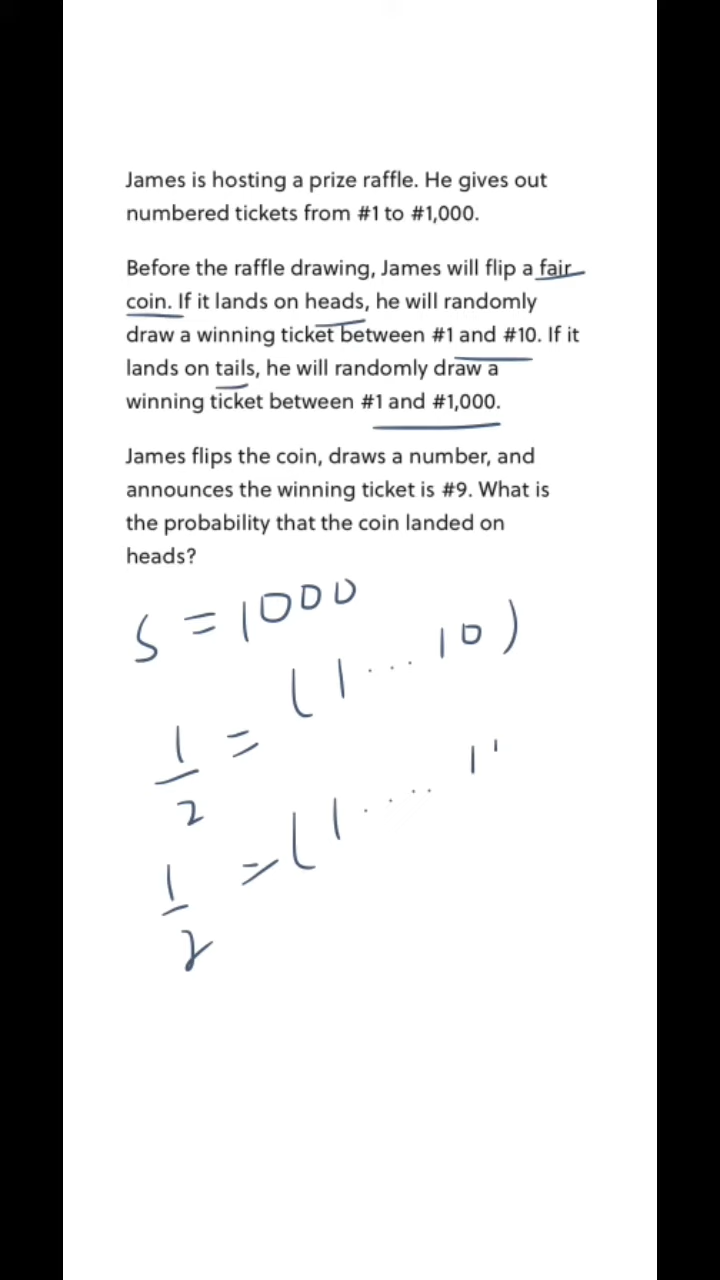 James is hosting a prize raffle. He gives out
numbered tickets from #1 to #1,000.
Before the raffle drawing, James will flip a fair
coin. If it lands on heads, he will randomly
draw a winning ticket between #1 and #10. If it
lands on tails, he will randomly draw a
winning ticket between #1 and #1,000.
James flips the coin, draws a number, and
announces the winning ticket is #9. What is
the probability that the coin landed on
heads?
S = 1000
1/2 = (1 ... 10)
1/2 = (1 .... 1'